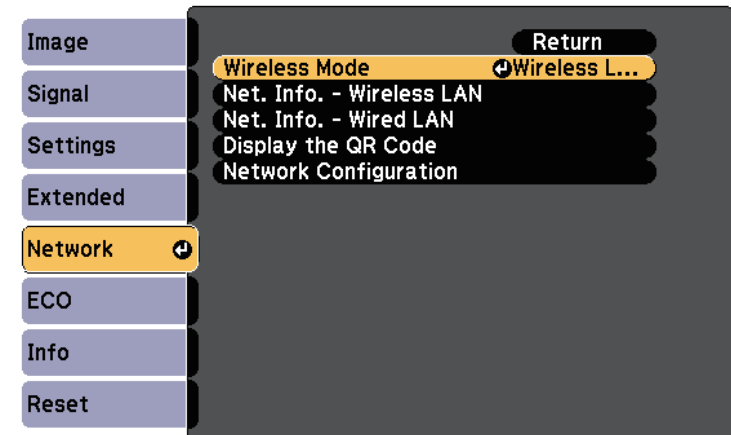 Image
Signal
Settings
Extended
Network
ECO
Info
Reset
Return
Wireless Mode Wireless L...
Net. Info. - Wireless LAN
Net. Info. - Wired LAN
Display the QR Code
Network Configuration